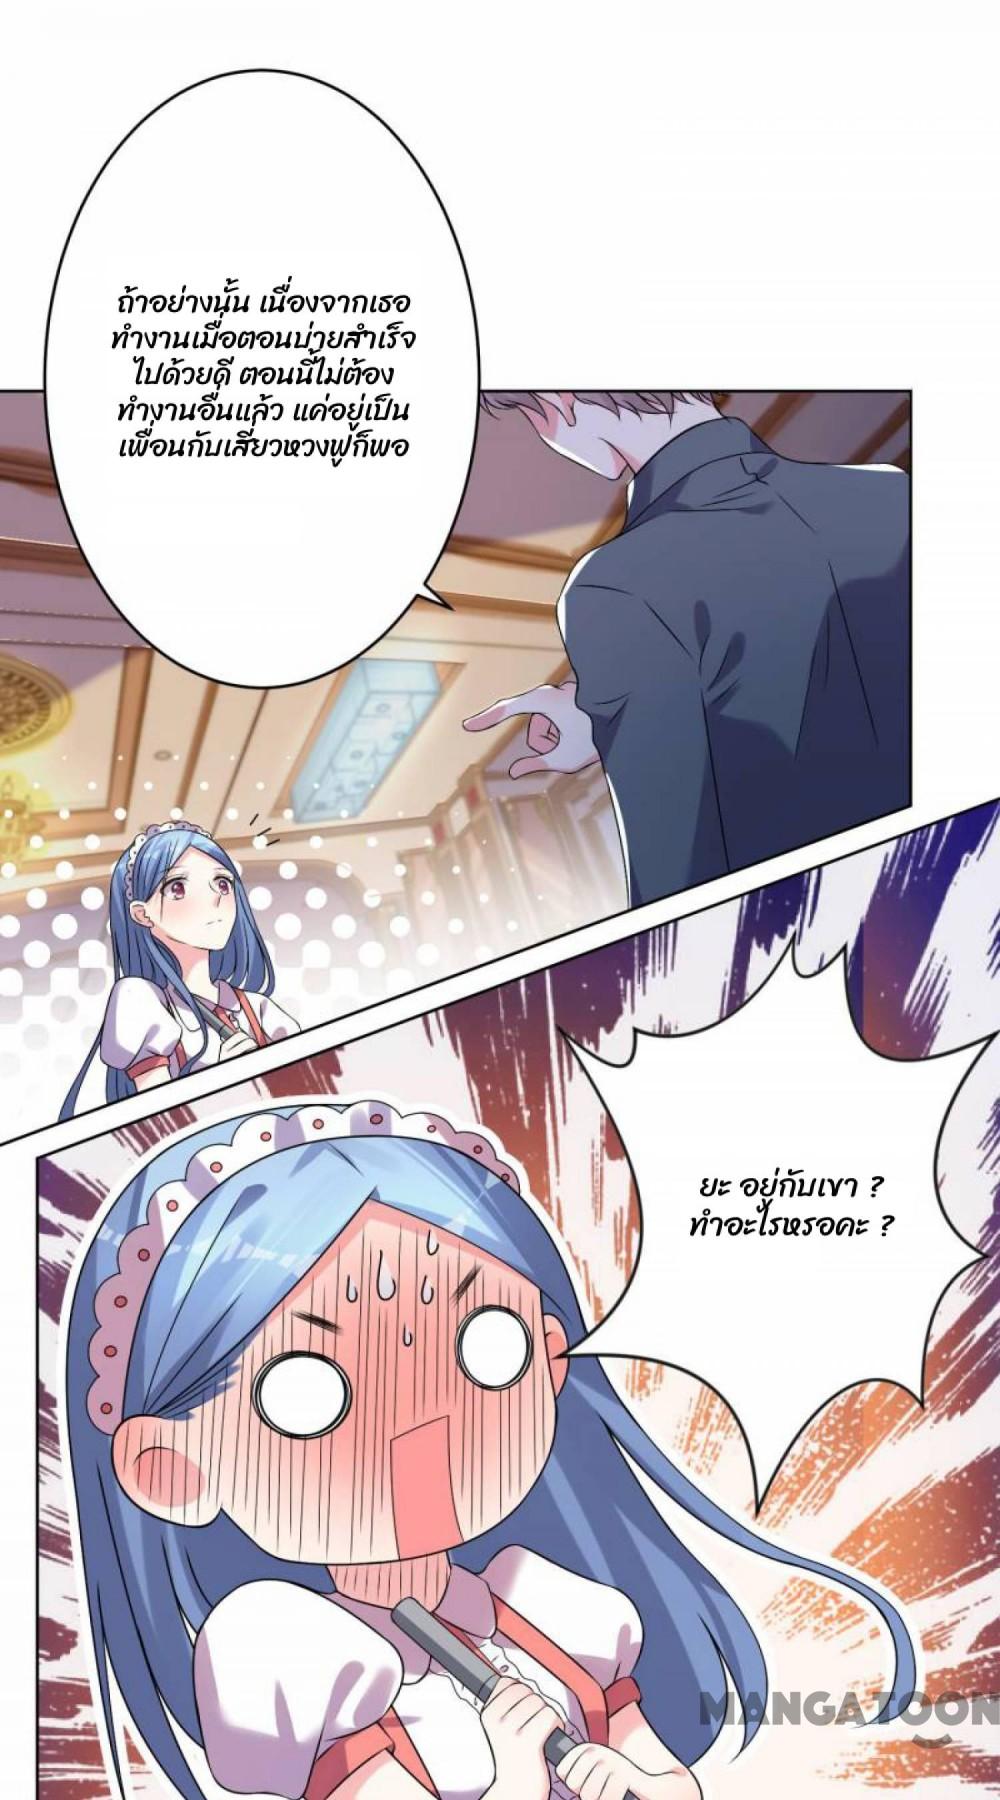 ถ้าอย่างนั้น เนื่องจากเธอ
ทำงานเมื่อตอนบ่ายสำเร็จ
ไปด้วยดี ตอนนี้ไม่ต้อง
ทำงานอื่นแล้ว แค่อยู่เป็น
เพื่อนกับเสี่ยวหวงฟูก็พอ
ยะ อยู่กับเขา ?
ทำอะไรหรอคะ ?
MANGATOON